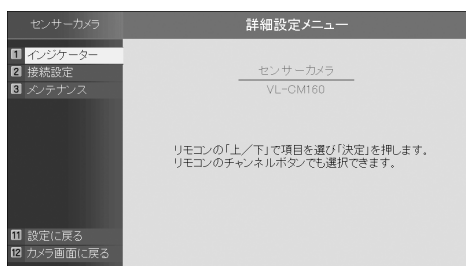 センサーカメラ
詳細設定メニュー
1 インジケーター
2 接続設定
3 メンテナンス
センサーカメラ
VL-CM160
リモコンの「上/下」で項目を選び「決定」を押します。
リモコンのチャンネルボタンでも選択できます。
11 設定に戻る
12 カメラ画面に戻る